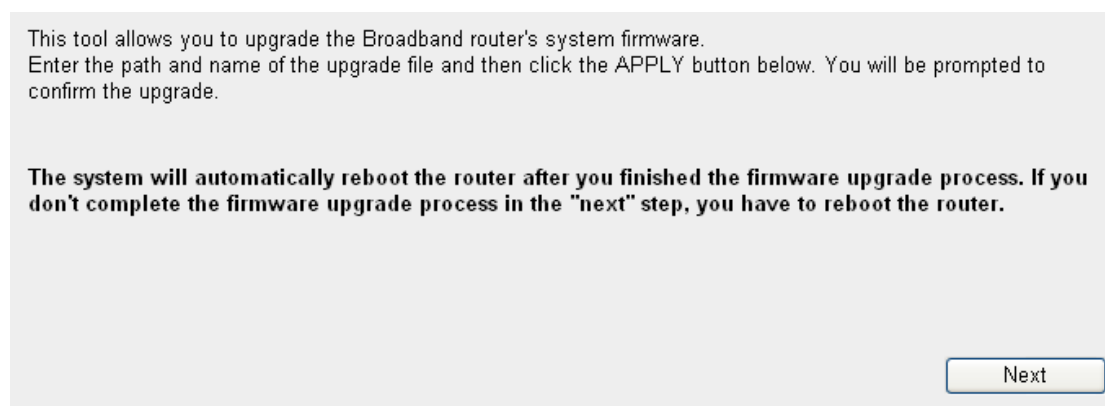 This tool allows you to upgrade the Broadband router's system firmware.
Enter the path and name of the upgrade file and then click the APPLY button below. You will be prompted to
confirm the upgrade.
The system will automatically reboot the router after you finished the firmware upgrade process. If you
don't complete the firmware upgrade process in the "next" step, you have to reboot the router.
Next